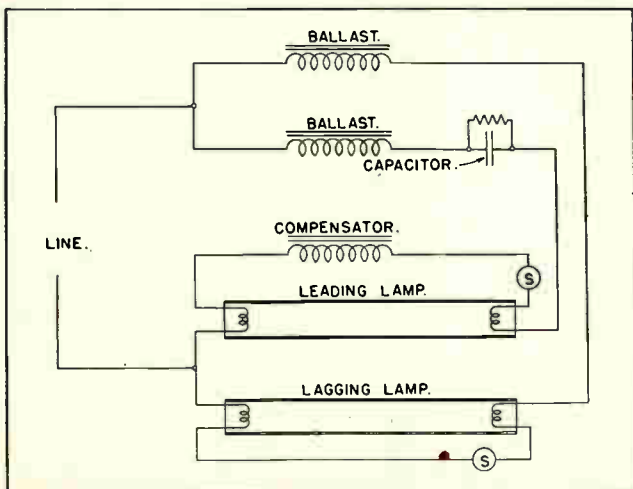 BALLAST.
BALLAST.
CAPACITOR.
COMPENSATOR.
LINE.
S
LEADING LAMP.
LAGGING LAMP.
S